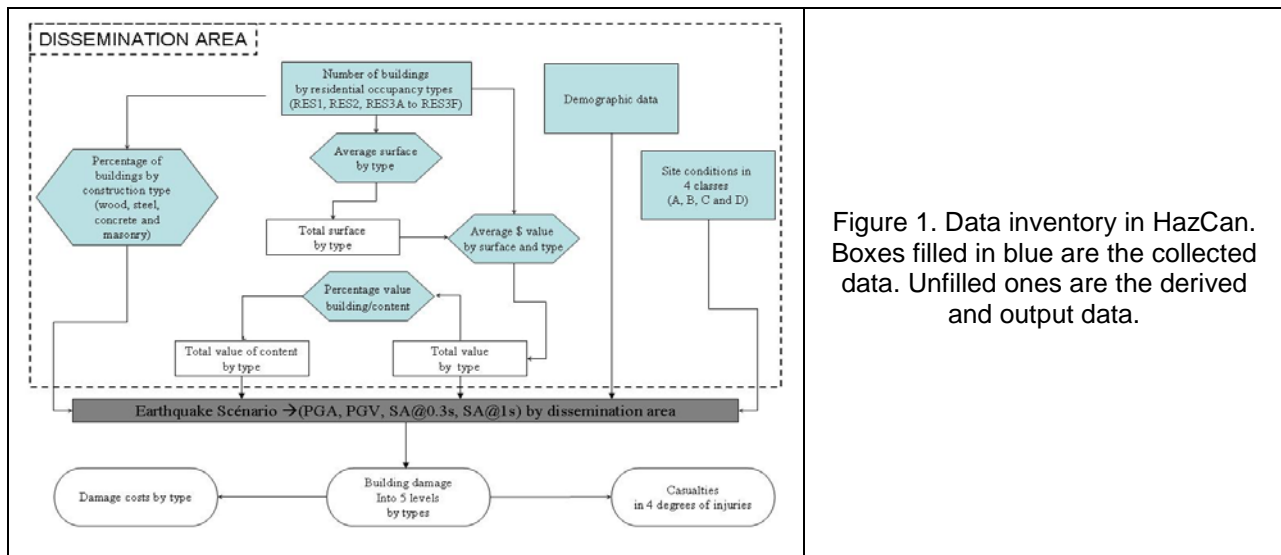 DISSEMINATION AREA
Number of buildings
by residential occupancy types
(RES1, RES2, RES3A to RES3F)
Demographic data
Average surface
by type
Percentage of
buildings by
construction type
(wood, steel,
concrete and
masonry)
Site conditions in
4 classes
(A, B, C and D)
Total surface
by type
Average $ value
by surface and type
Percentage value
building/content
Total value of content
by type
Total value
by type
Earthquake Scénario →(PGA, PGV, SA@0.3s, SA@1s) by dissemination area
Damage costs by type
Building damage
Into 5 levels
by types
Casualties
in 4 degrees of injuries
Figure 1. Data inventory in HazCan.
Boxes filled in blue are the collected
data. Unfilled ones are the derived
and output data.